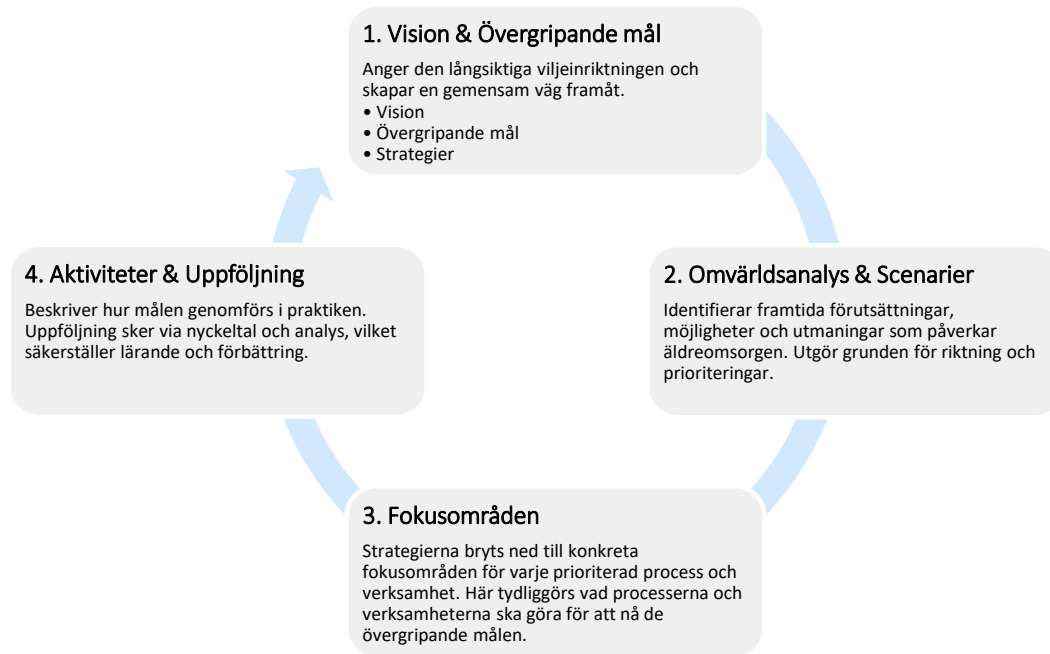 1. Vision & Övergripande mål
Anger den långsiktiga viljeinriktningen och
skapar en gemensam väg framåt.
• Vision
• Övergripande mål
• Strategier
2. Omvärldsanalys & Scenarier
Identifierar framtida förutsättningar,
möjligheter och utmaningar som påverkar
äldreomsorgen. Utgör grunden för riktning och
prioriteringar.
3. Fokusområden
Strategierna bryts ned till konkreta
fokusområden för varje prioriterad process och
verksamhet. Här tydliggörs vad processerna och
verksamheterna ska göra för att nå de
övergripande målen.
4. Aktiviteter & Uppföljning
Beskriver hur målen genomförs i praktiken.
Uppföljning sker via nyckeltal och analys, vilket
säkerställer lärande och förbättring.